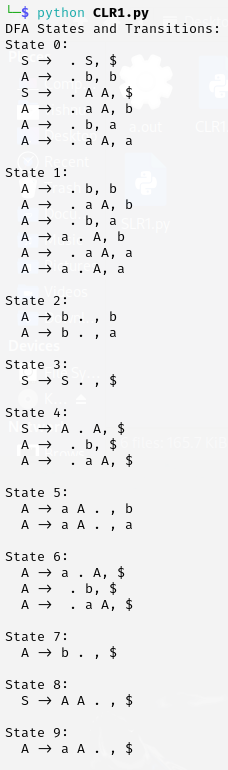 └─$ python CLR1.py
DFA States and Transitions:
State 0:
  S →  . S, $
  A →  . b, b
  S →  . A A, $
  A →  . a A, b
  A →  . b, a
  A →  . a A, a

State 1:
  A →  . b, b
  A →  . a A, b
  A →  . b, a
  A → a . A, b
  A →  . a A, a
  A → a . A, a

State 2:
  A → b . , b
  A → b . , a

State 3:
  S → S . , $

State 4:
  S → A . A, $
  A →  . b, $
  A →  . a A, $

State 5:
  A → a A . , b
  A → a A . , a

State 6:
  A → a . A, $
  A →  . b, $
  A →  . a A, $

State 7:
  A → b . , $

State 8:
  S → A A . , $

State 9:
  A → a A . , $